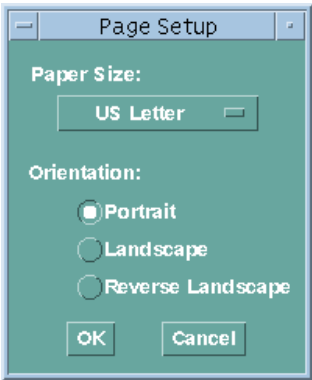 Page Setup
Paper Size:
US Letter
Orientation:
Portrait
Landscape
Reverse Landscape
OK Cancel